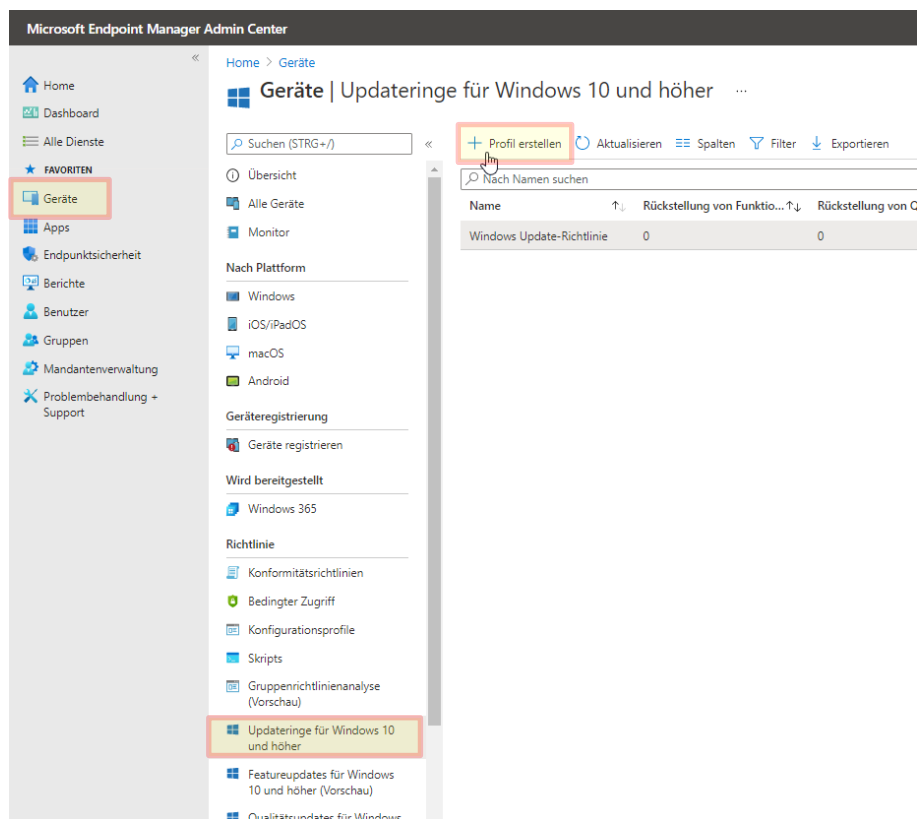 Microsoft Endpoint Manager Admin Center
«
Home
Dashboard
Alle Dienste
FAVORITEN
Geräte
Apps
Endpunktsicherheit
Berichte
Benutzer
Gruppen
Mandantenverwaltung
Problembehandlung +
Support
Home > Geräte
Geräte | Updateringe für Windows 10 und höher ...
Suchen (STRG+/)
«
Übersicht
Alle Geräte
Monitor
Nach Plattform
Windows
iOS/iPadOS
macOS
Android
Geräteregistrierung
Geräte registrieren
Wird bereitgestellt
Windows 365
Richtlinie
Konformitätsrichtlinien
Bedingter Zugriff
Konfigurationsprofile
Skripts
Gruppenrichtlinienanalyse
(Vorschau)
Updateringe für Windows 10
und höher
Featureupdates für Windows
10 und höher (Vorschau)
Qualitätsupdates für Windows
+ Profil erstellen Aktualisieren Spalten Filter Exportieren
Nach Namen suchen
Name ↑↓ Rückstellung von Funktio... ↑↓ Rückstellung von Q
Windows Update-Richtlinie 0 0